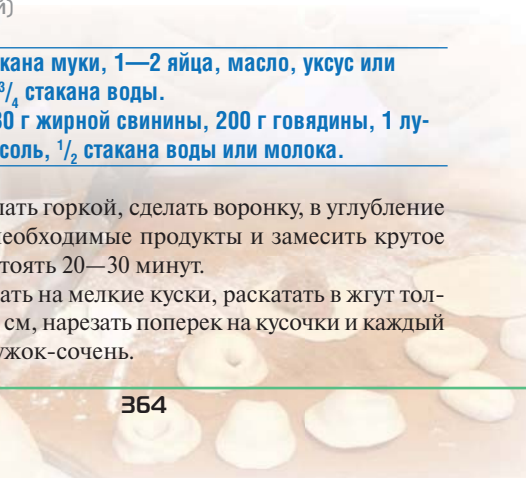 й)
кана муки, 1—2 яйца, масло, уксус или
3/4 стакана воды.
30 г жирной свинины, 200 г говядины, 1 лу-
соль, 1/2 стакана воды или молока.
пать горкой, сделать воронку, в углубление
необходимые продукты и замесить крутое
тоять 20—30 минут.
ать на мелкие куски, раскатать в жгут тол-
см, нарезать поперек на кусочки и каждый
ужок-сочень.
364